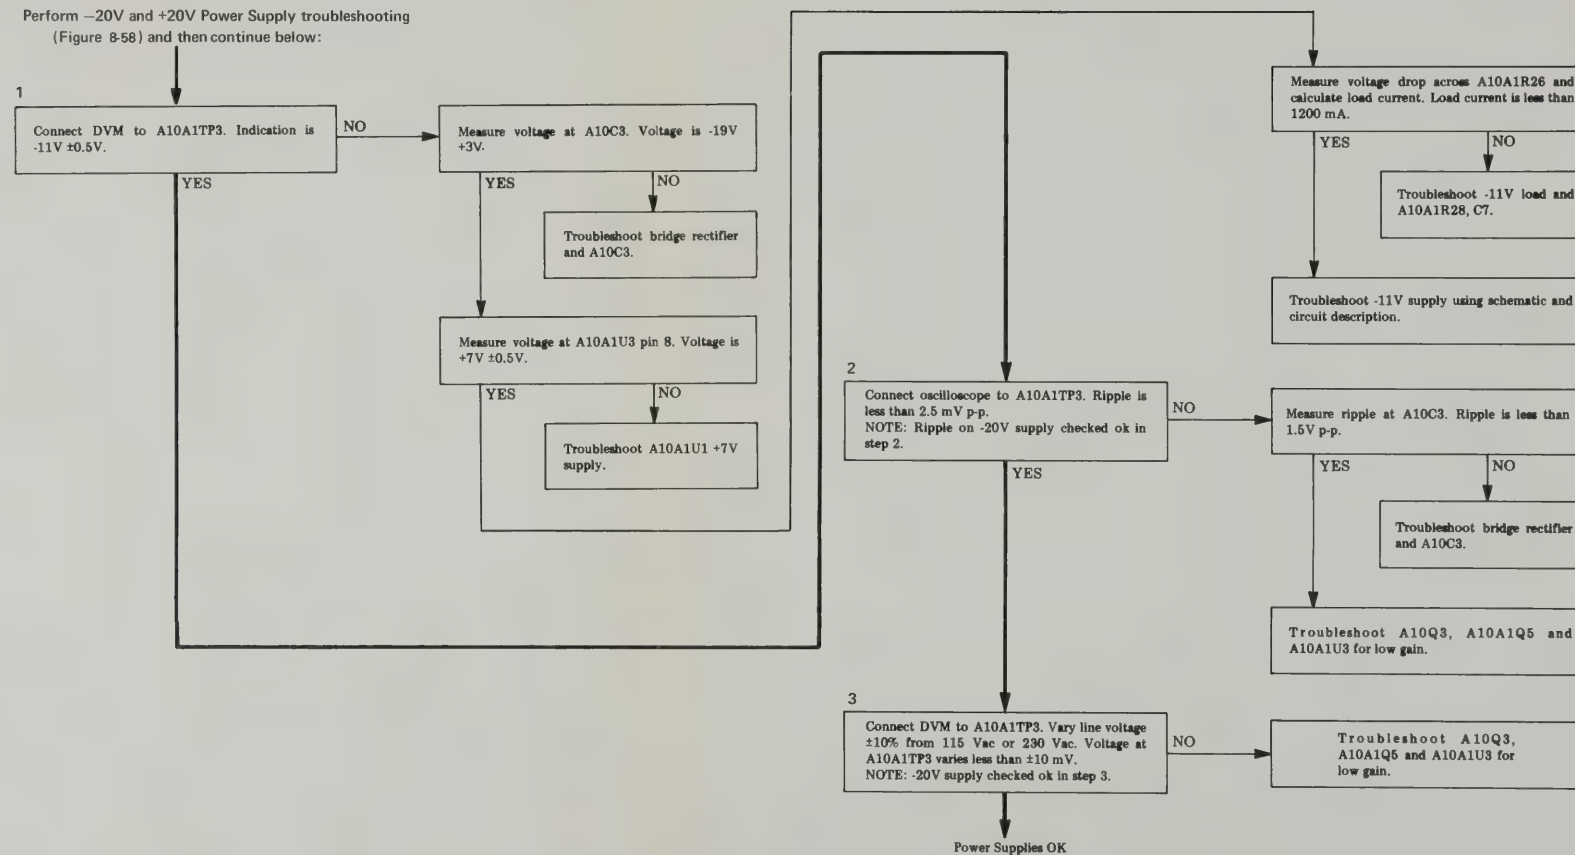 Perform —20V and +20V Power Supply troubleshooting
(Figure 8-58) and then continue below:
1
Connect DVM to A10A1TP3. Indication is
-11V ±0.5V.
NO
YES
Measure voltage at A10C3. Voltage is -19V
+3V.
YES
NO
Troubleshoot bridge rectifier
and A10C3.
Measure voltage at A10A1U3 pin 8. Voltage is
+7V ±0.5V.
YES
NO
Troubleshoot A10A1U1 +7V
supply.
Measure voltage drop across A10A1R26 and
calculate load current. Load current is less than
1200 mA.
YES
NO
Troubleshoot -11V load and
A10A1R28, C7.
Troubleshoot -11V supply using schematic and
circuit description.
2
Connect oscilloscope to A10A1TP3. Ripple is
less than 2.5 mV p-p.
NOTE: Ripple on -20V supply checked ok in
step 2.
NO
YES
Measure ripple at A10C3. Ripple is less than
1.5V p-p.
YES
NO
Troubleshoot bridge rectifier
and A10C3.
Troubleshoot A10Q3, A10A1Q5 and
A10A1U3 for low gain.
3
Connect DVM to A10A1TP3. Vary line voltage
±10% from 115 Vac or 230 Vac. Voltage at
A10A1TP3 varies less than ±10 mV.
NOTE: -20V supply checked ok in step 3.
NO
Troubleshoot A10Q3,
A10A1Q5 and A10A1U3 for
low gain.
Power Supplies OK